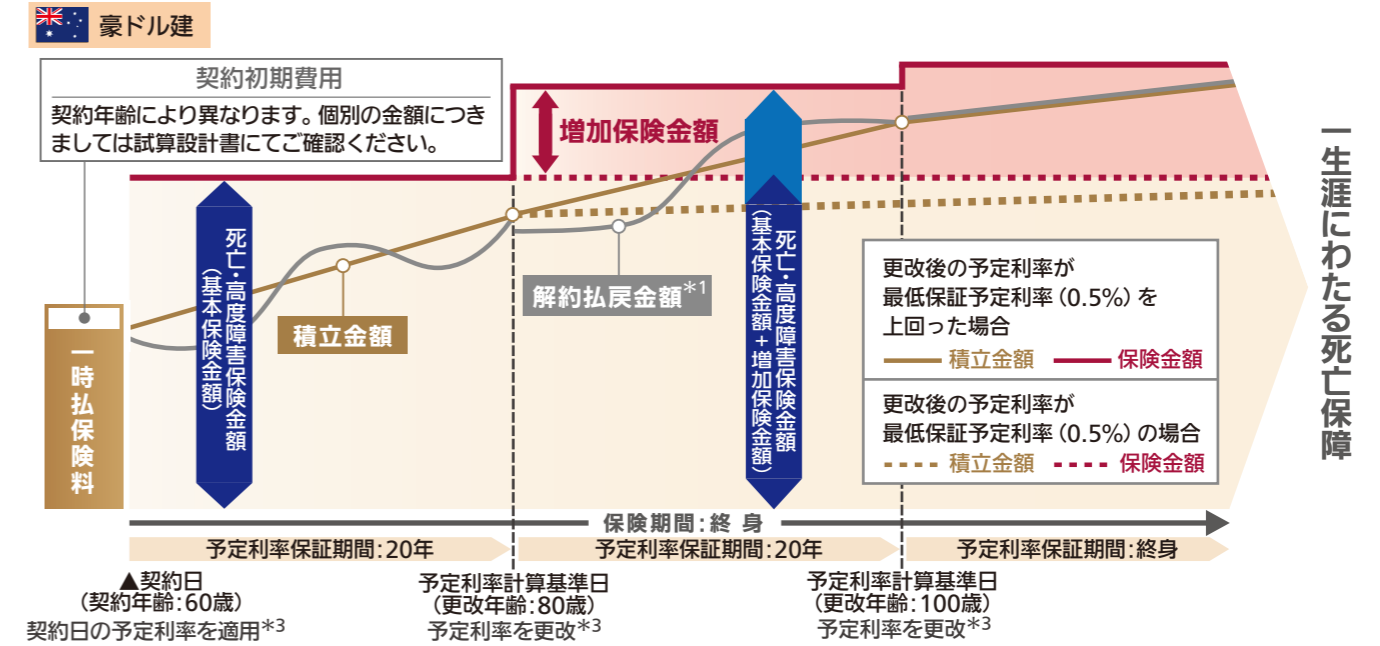 豪ドル建
契約初期費用
契約年齢により異なります。個別の金額につき
ましては試算設計書にてご確認ください。
一時払保険料
死亡・高度障害保険金額
（基本保険金額）
積立金額
増加保険金額
解約払戻金額＊1
死亡・高度障害保険金額
（基本保険金額＋増加保険金額）
更改後の予定利率が
最低保証予定利率（0.5%）を
上回った場合
積立金額 保険金額
更改後の予定利率が
最低保証予定利率（0.5%）の場合
積立金額 保険金額
一生涯にわたる死亡保障
保険期間：終 身
予定利率保証期間：20年 予定利率保証期間：20年 予定利率保証期間：終身
▲契約日
（契約年齢：60歳）
契約日の予定利率を適用＊3
予定利率計算基準日
（更改年齢：80歳）
予定利率を更改＊3
予定利率計算基準日
（更改年齢：100歳）
予定利率を更改＊3